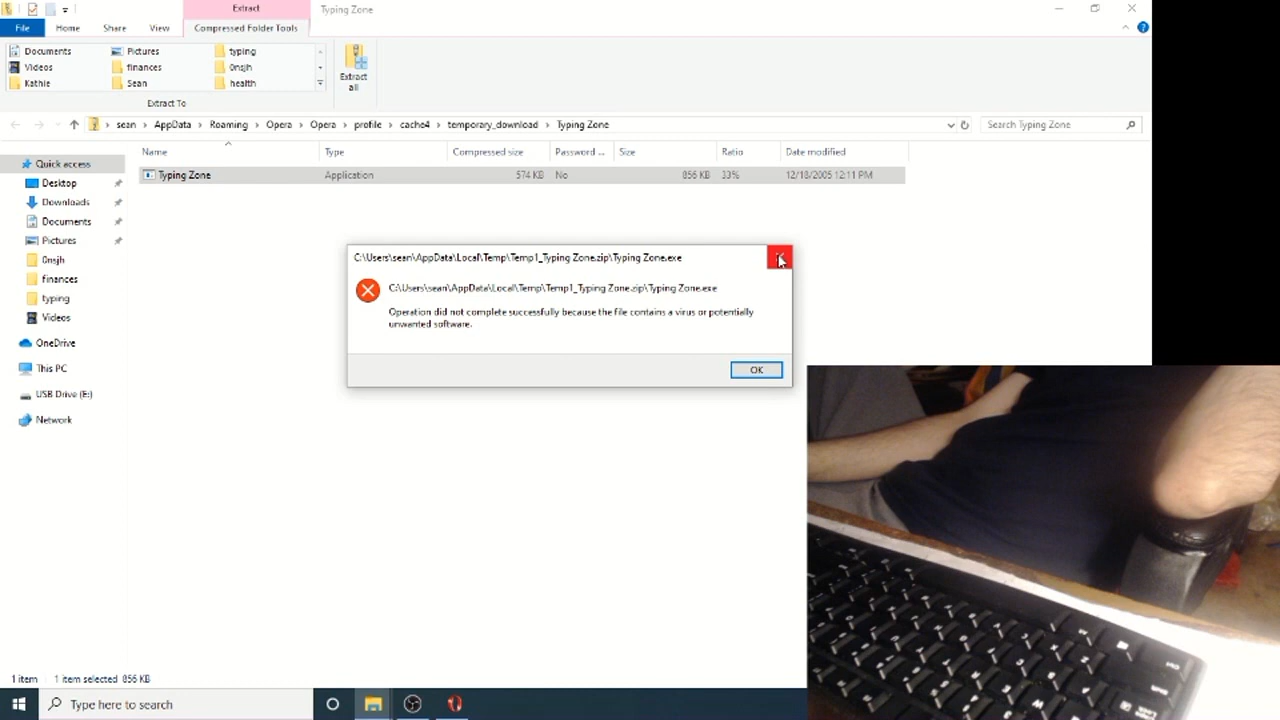 Extract
Typing Zone
File
Home
Share
View
Compressed Folder Tools
Documents
Pictures
typing
Videos
finances
0nsjh
Kathie
Sean
health
Extract To
Extract all
sean
AppData
Roaming
Opera
Opera
profile
cache4
temporary_download
Typing Zone
Search Typing Zone
Name
Type
Compressed size
Password ...
Size
Ratio
Date modified
Typing Zone
Application
574 KB
No
856 KB
33%
12/18/2005 12:11 PM
Quick access
Desktop
Downloads
Documents
Pictures
0nsjh
finances
typing
Videos
OneDrive
This PC
USB Drive (E:)
Network
C:\Users\sean\AppData\Local\Temp\Temp1_Typing Zone.zip\Typing Zone.exe
C:\Users\sean\AppData\Local\Temp\Temp1_Typing Zone.zip\Typing Zone.exe
Operation did not complete successfully because the file contains a virus or potentially
unwanted software.
OK
1 item
1 item selected 856 KB
Type here to search